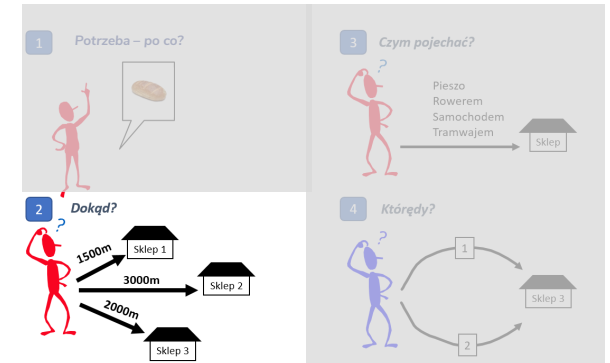 1 Potrzeba – po co?
2 Dokąd?
?
1500m
Sklep 1
3000m
Sklep 2
2000m
Sklep 3
3 Czym pojechać?
?
Pieszo
Rowerem
Samochodem
Tramwajem
Sklep
4 Którędy?
?
1
Sklep 3
2